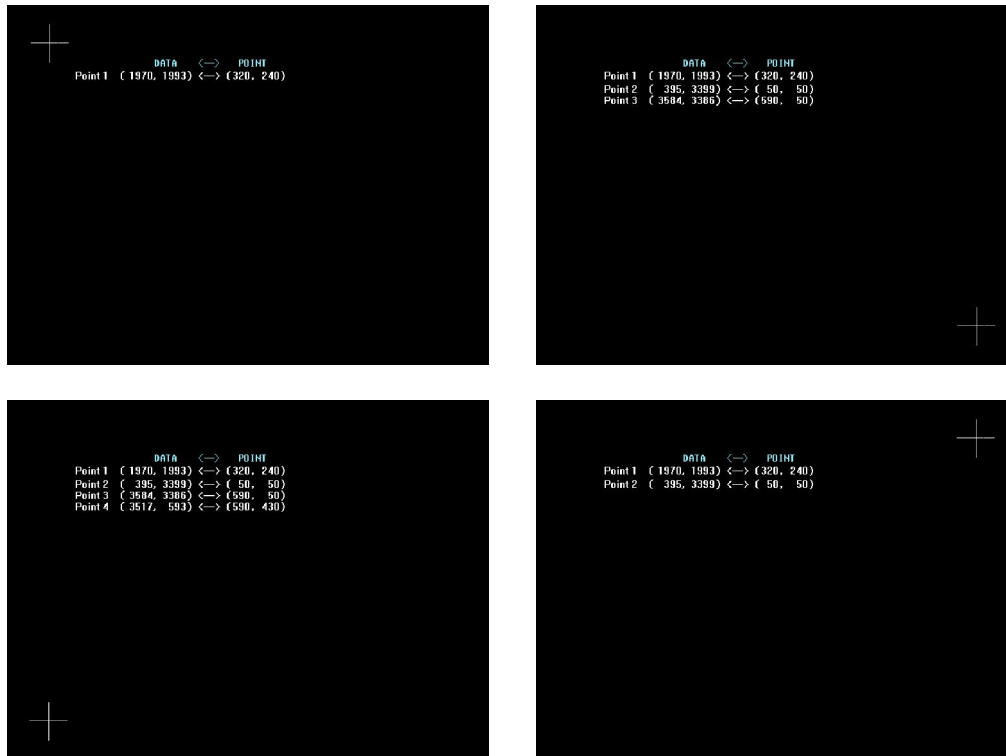 DATA <—> POINT
Point 1 ( 1970, 1993) <—> (320, 240)
DATA <—> POINT
Point 1 ( 1970, 1993) <—> (320, 240)
Point 2 ( 395, 3399) <—> ( 50, 50)
Point 3 ( 3584, 3386) <—> (590, 50)
DATA <—> POINT
Point 1 ( 1970, 1993) <—> (320, 240)
Point 2 ( 395, 3399) <—> ( 50, 50)
Point 3 ( 3584, 3386) <—> (590, 50)
Point 4 ( 3517, 593) <—> (590, 430)
DATA <—> POINT
Point 1 ( 1970, 1993) <—> (320, 240)
Point 2 ( 395, 3399) <—> ( 50, 50)